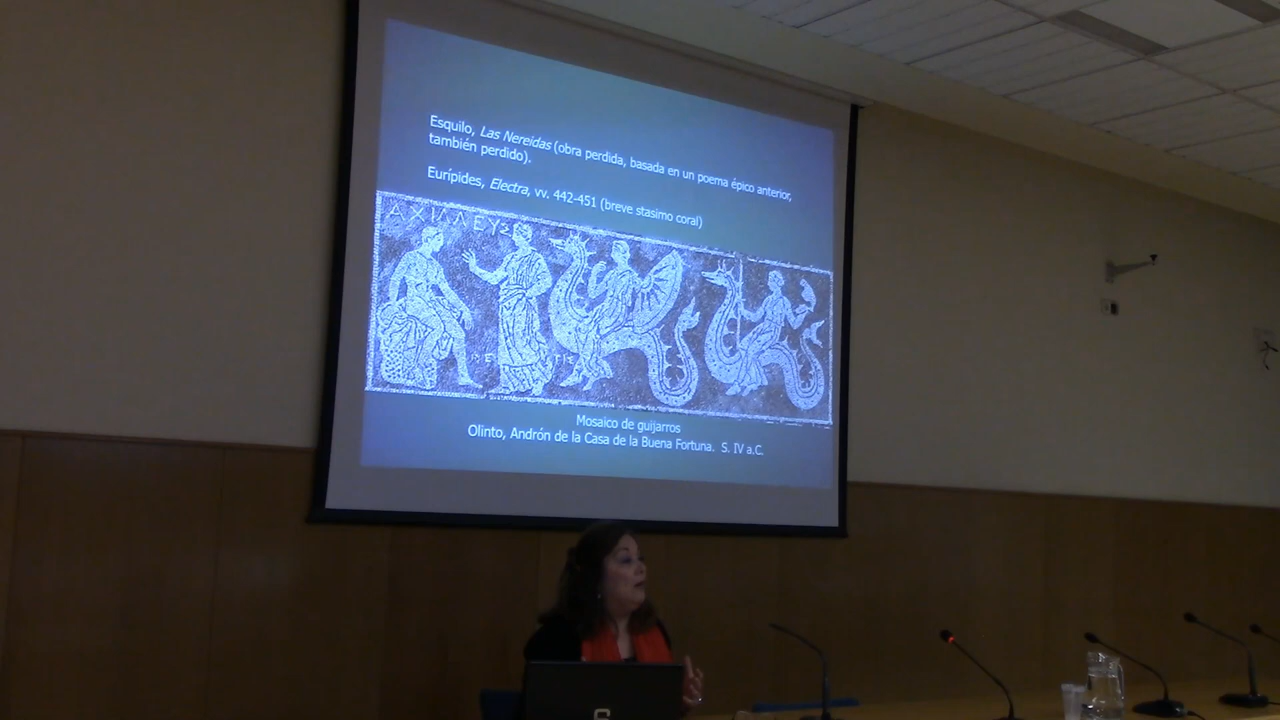 Esquilo, Las Nereidas (obra perdida, basada en un poema épico anterior,
también perdido).
Eurípides, Electra, vv. 442-451 (breve stasimo coral)
ΑΧΙΛΛΕΥΣ
Mosaico de guijarros
Olinto, Andrón de la Casa de la Buena Fortuna. S. IV a.C.